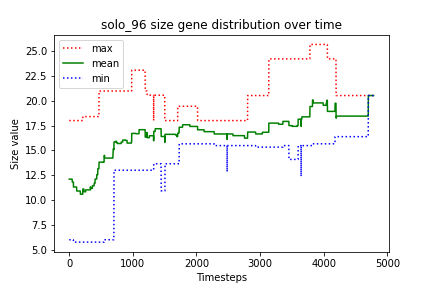 solo_96 size gene distribution over time
max
mean
min
Size value
25.0
22.5
20.0
17.5
15.0
12.5
10.0
7.5
5.0
0 1000 2000 3000 4000 5000
Timesteps